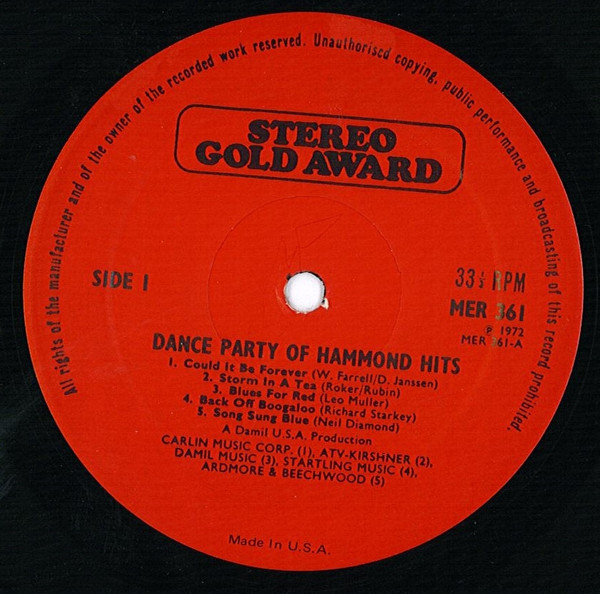 All rights of the manufacturer and of the owner of the recorded work reserved. Unauthorised copying, public performance and broadcasting of this record prohibited.
STEREO
GOLD AWARD
SIDE 1
33⅓ RPM
MER 361
℗ 1972
MER 361-A
DANCE PARTY OF HAMMOND HITS
1. Could It Be Forever (W. Farrell/D. Janssen)
2. Storm In A Tea (Roker/Rubin)
3. Blues For Red (Leo Muller)
4. Back Off Boogaloo (Richard Starkey)
5. Song Sung Blue (Neil Diamond)
A Damil U.S.A. Production
CARLIN MUSIC CORP. (1), ATV-KIRSHNER (2),
DAMIL MUSIC (3), STARTLING MUSIC (4),
ARDMORE & BEECHWOOD (5)
Made In U.S.A.